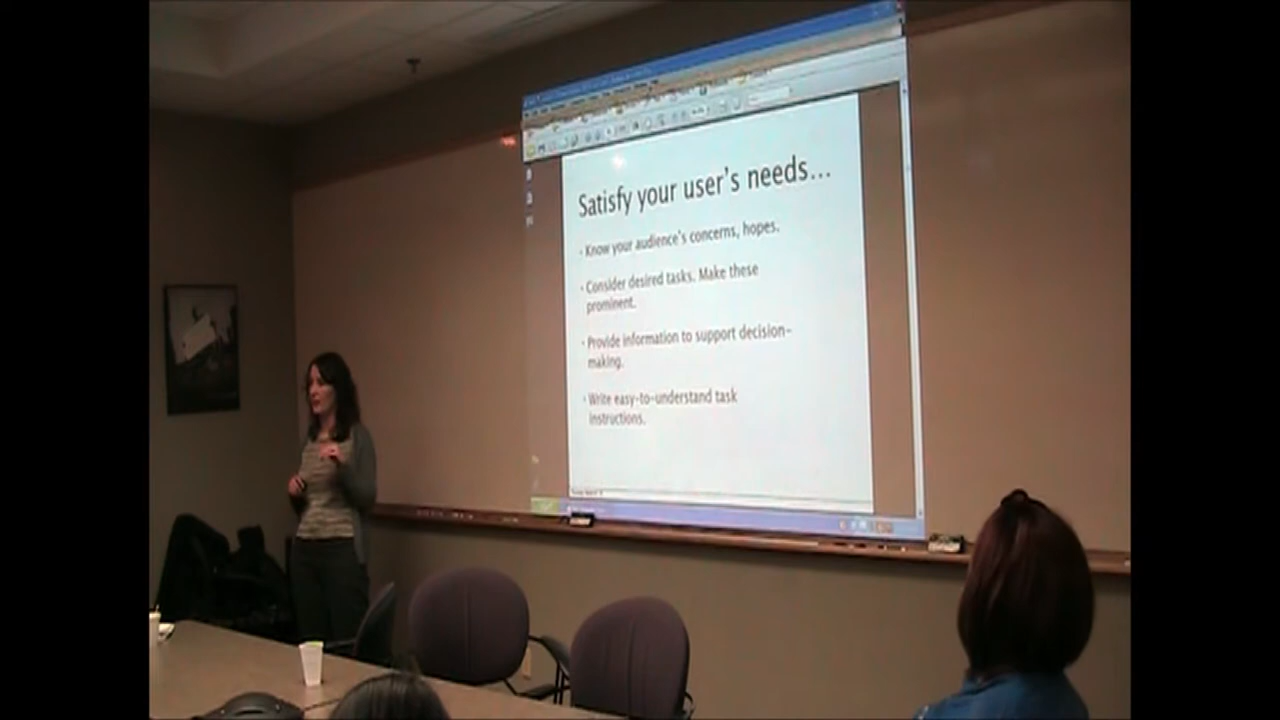 Satisfy your user's needs...
• Know your audience's concerns, hopes.
• Consider desired tasks. Make these
prominent.
• Provide information to support decision-
making.
• Write easy-to-understand task
instructions.